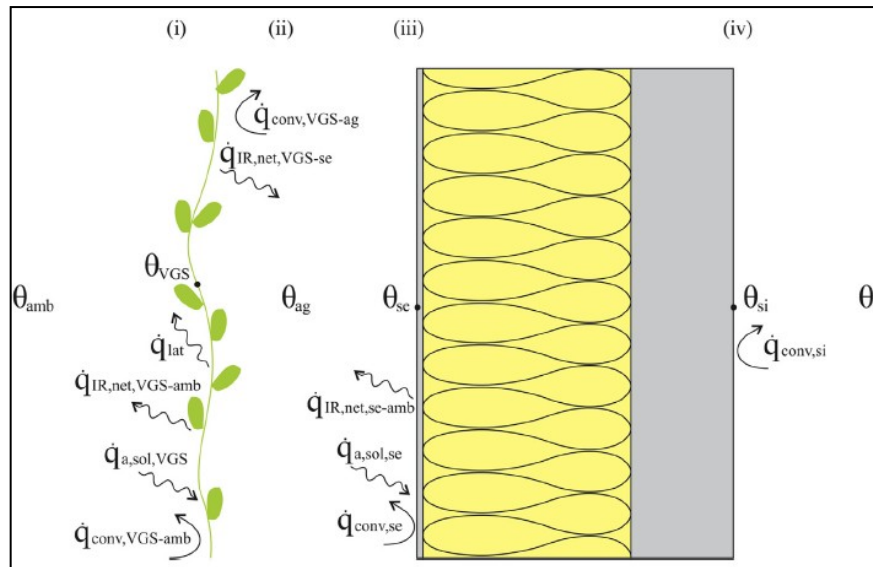 (i) (ii) (iii) (iv)
q̇conv,VGS-ag
q̇IR,net,VGS-se
θVGS
θamb θag θse θsi θ
q̇lat q̇conv,si
q̇IR,net,VGS-amb q̇IR,net,se-amb
q̇a,sol,VGS q̇a,sol,se
q̇conv,VGS-amb q̇conv,se